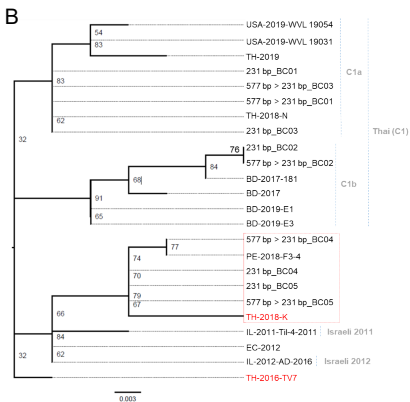 B
USA-2019-WVL 19054
54
USA-2019-WVL 19031
83
TH-2019
231 bp_BC01
C1a
83
577 bp > 231 bp_BC03
577 bp > 231 bp_BC01
TH-2018-N
62
231 bp_BC03
Thai (C1)
32
231 bp_BC02
76
577 bp > 231 bp_BC02
84
68
BD-2017-181
C1b
91
BD-2017
BD-2019-E1
65
BD-2019-E3
577 bp > 231 bp_BC04
77
74
PE-2018-F3-4
70
231 bp_BC04
231 bp_BC05
79
67
577 bp > 231 bp_BC05
66
TH-2018-K
IL-2011-Til-4-2011
Israeli 2011
84
EC-2012
32
62
IL-2012-AD-2016
Israeli 2012
TH-2016-TV7
0.003